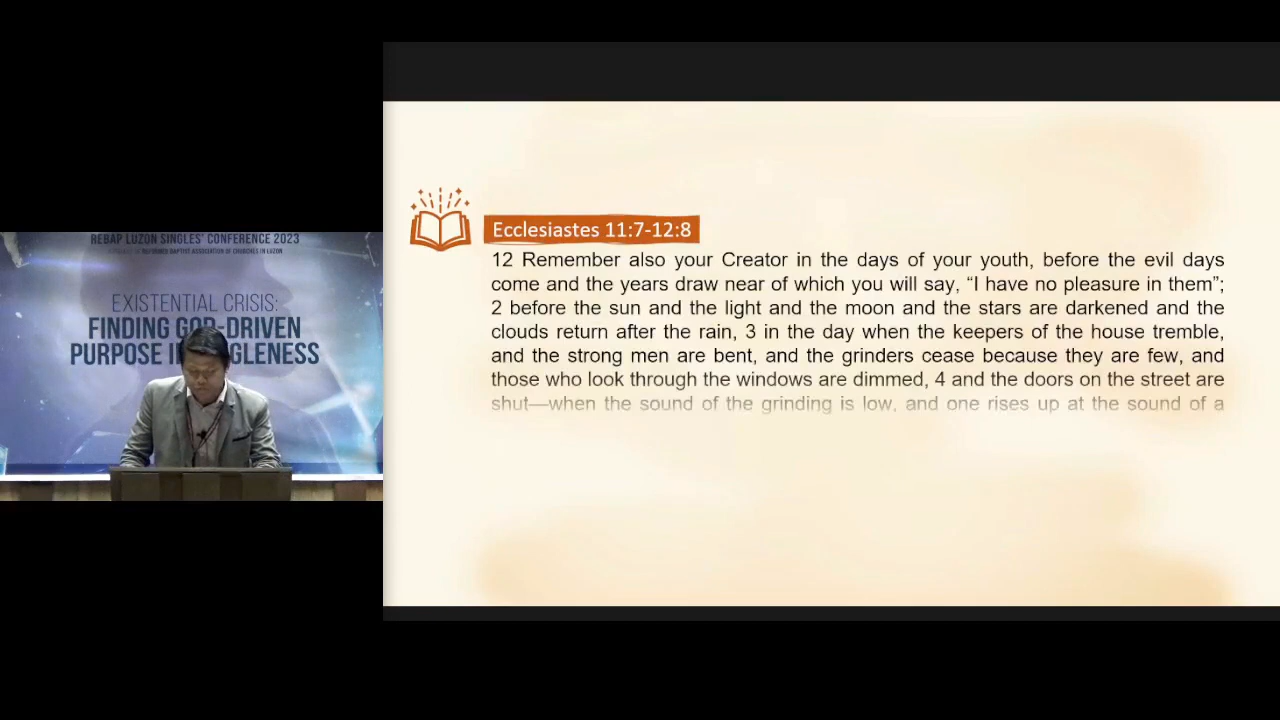 REBAP LUZON SINGLES' CONFERENCE 2023
REFORMED BAPTIST ASSOCIATION OF CHURCHES IN LUZON
EXISTENTIAL CRISIS:
FINDING GOD-DRIVEN
PURPOSE
Ecclesiastes 11:7-12:8
12 Remember also your Creator in the days of your youth, before the evil days
come and the years draw near of which you will say, “I have no pleasure in them”;
2 before the sun and the light and the moon and the stars are darkened and the
clouds return after the rain, 3 in the day when the keepers of the house tremble,
and the strong men are bent, and the grinders cease because they are few, and
those who look through the windows are dimmed, 4 and the doors on the street are
shut—when the sound of the grinding is low, and one rises up at the sound of a